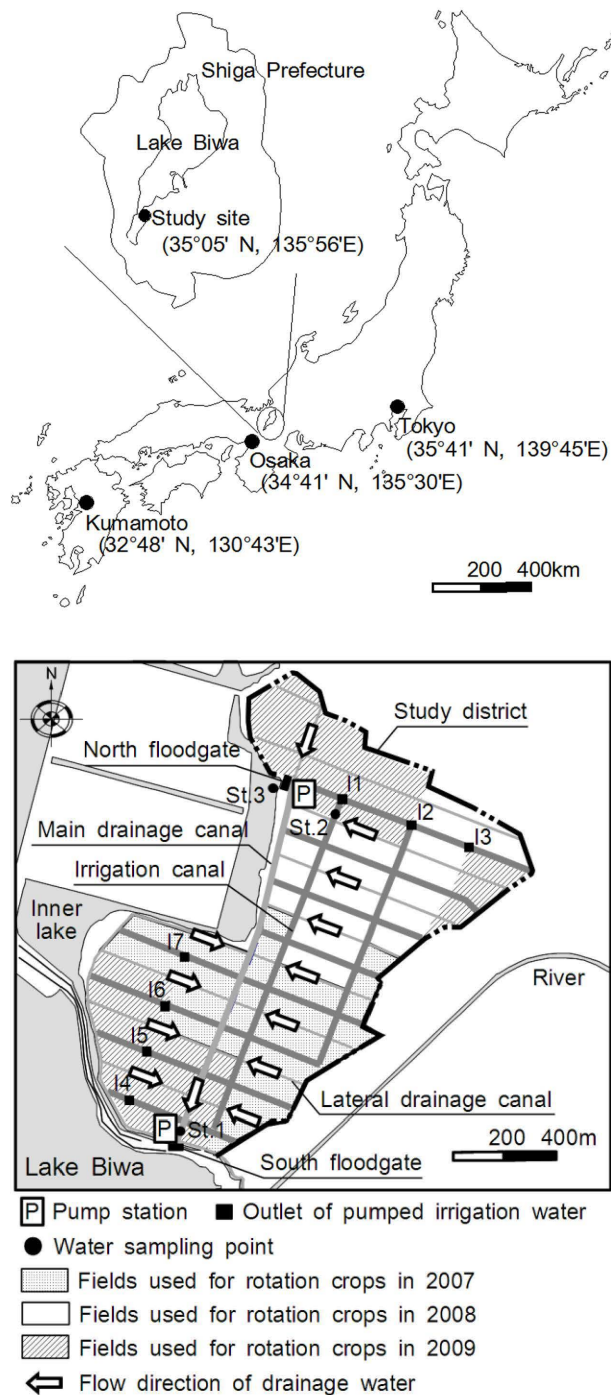 Shiga Prefecture
Lake Biwa
Study site
(35°05' N, 135°56'E)
Tokyo
(35°41' N, 139°45'E)
Osaka
(34°41' N, 135°30'E)
Kumamoto
(32°48' N, 130°43'E)
200 400km
N
Study district
North floodgate
P
I1
St.3
St.2
I2
I3
Main drainage canal
Irrigation canal
Inner
lake
I7
River
I6
I5
I4
Lateral drainage canal
P
St.1
200 400m
Lake Biwa
South floodgate
P Pump station
Outlet of pumped irrigation water
Water sampling point
Fields used for rotation crops in 2007
Fields used for rotation crops in 2008
Fields used for rotation crops in 2009
Flow direction of drainage water